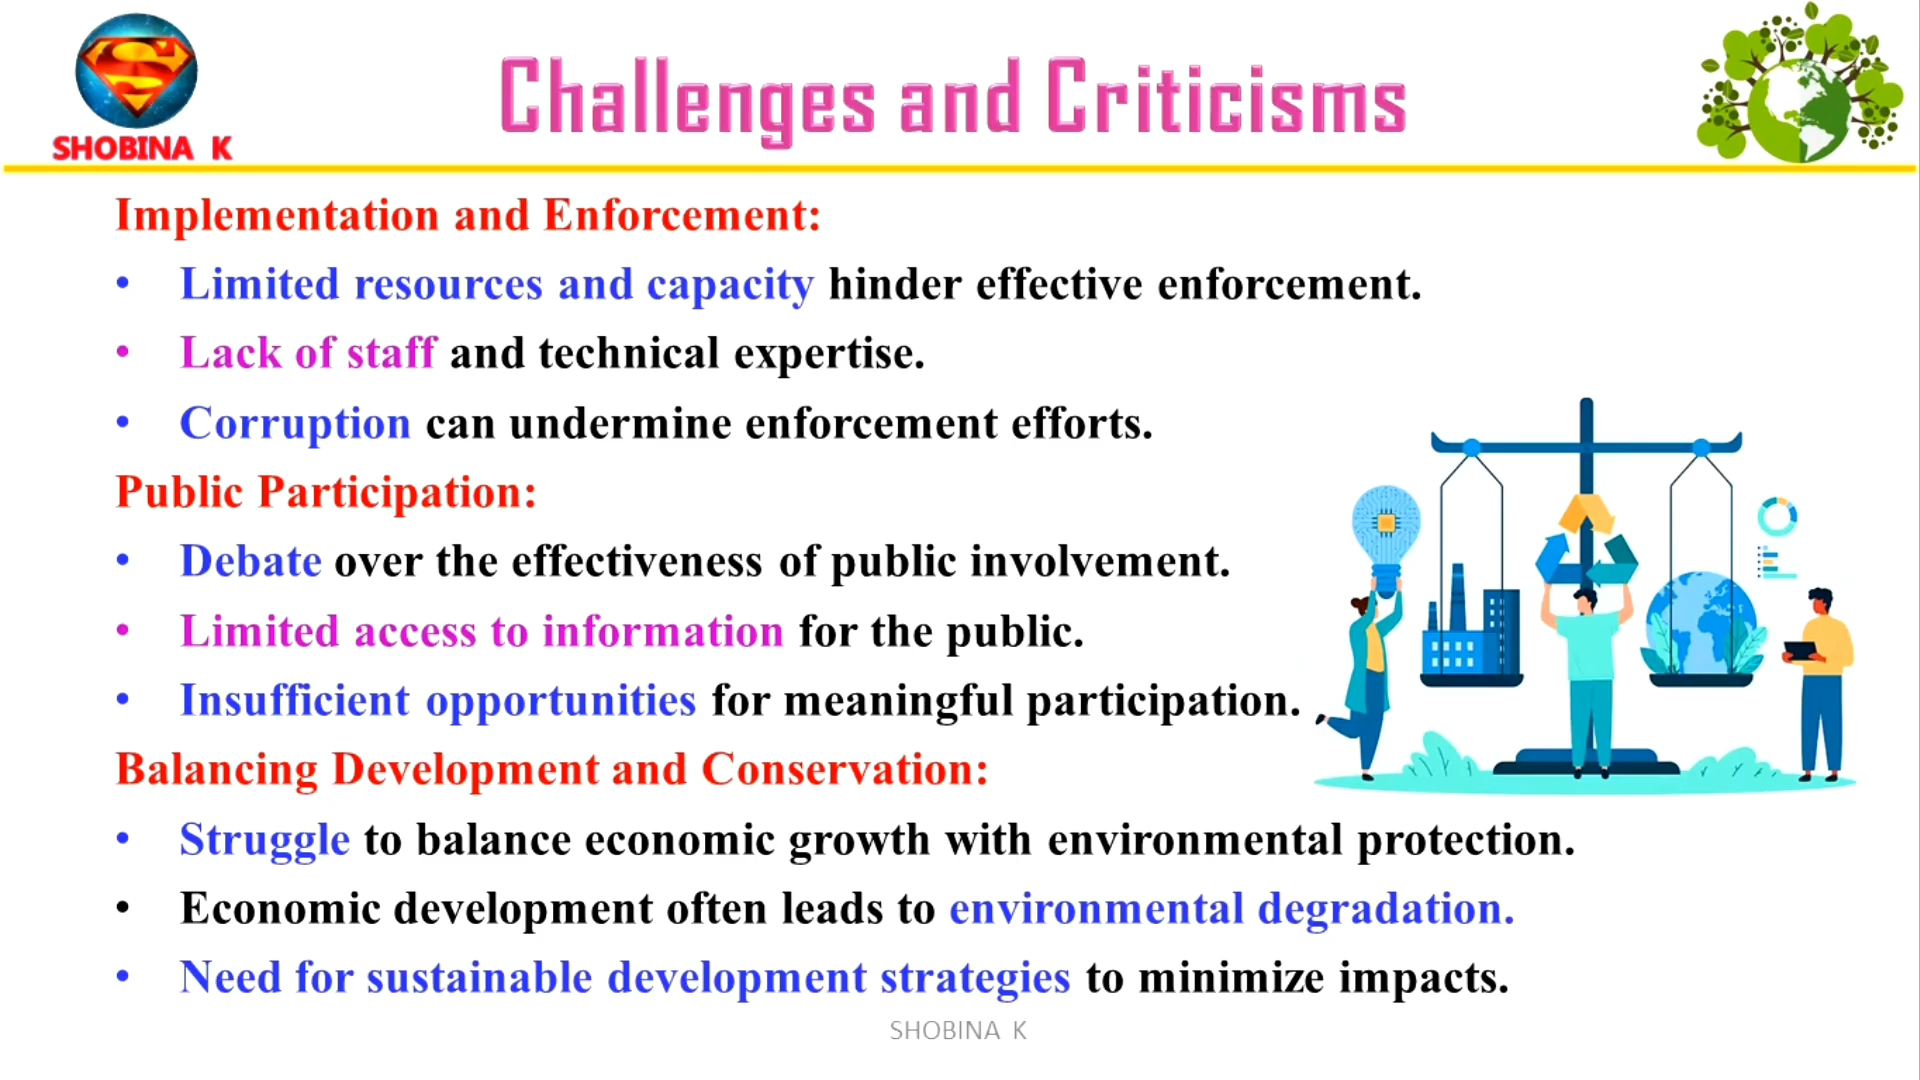 SHOBINA K
Challenges and Criticisms
Implementation and Enforcement:
• Limited resources and capacity hinder effective enforcement.
• Lack of staff and technical expertise.
• Corruption can undermine enforcement efforts.
Public Participation:
• Debate over the effectiveness of public involvement.
• Limited access to information for the public.
• Insufficient opportunities for meaningful participation.
Balancing Development and Conservation:
• Struggle to balance economic growth with environmental protection.
• Economic development often leads to environmental degradation.
• Need for sustainable development strategies to minimize impacts.
SHOBINA K